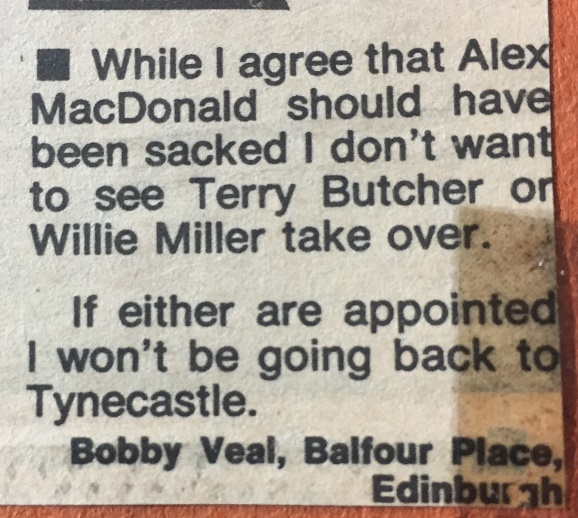 ■ While I agree that Alex
MacDonald should have
been sacked I don't want
to see Terry Butcher or
Willie Miller take over.
If either are appointed
I won't be going back to
Tynecastle.
Bobby Veal, Balfour Place,
Edinburgh